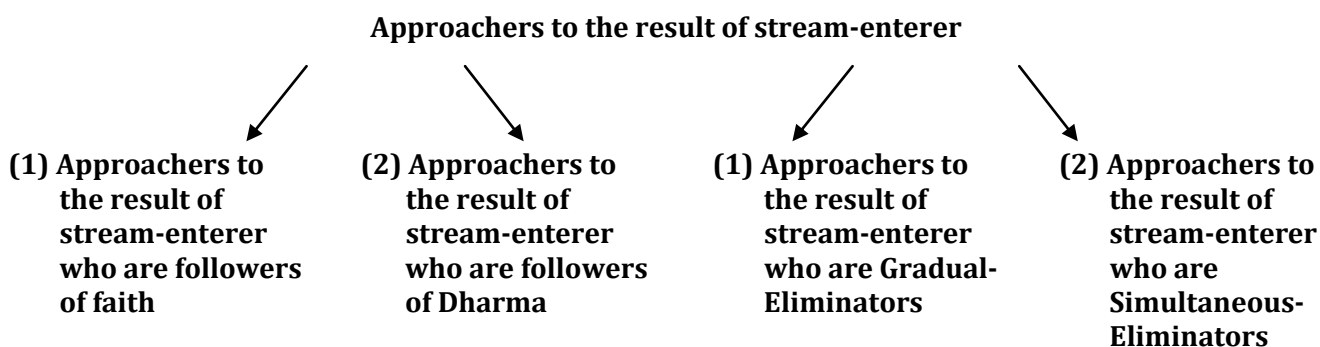 Approachers to the result of stream-enterer
(1) Approachers to
the result of
stream-enterer
who are followers
of faith
(2) Approachers to
the result of
stream-enterer
who are followers
of Dharma
(1) Approachers to
the result of
stream-enterer
who are Gradual-
Eliminators
(2) Approachers to
the result of
stream-enterer
who are
Simultaneous-
Eliminators